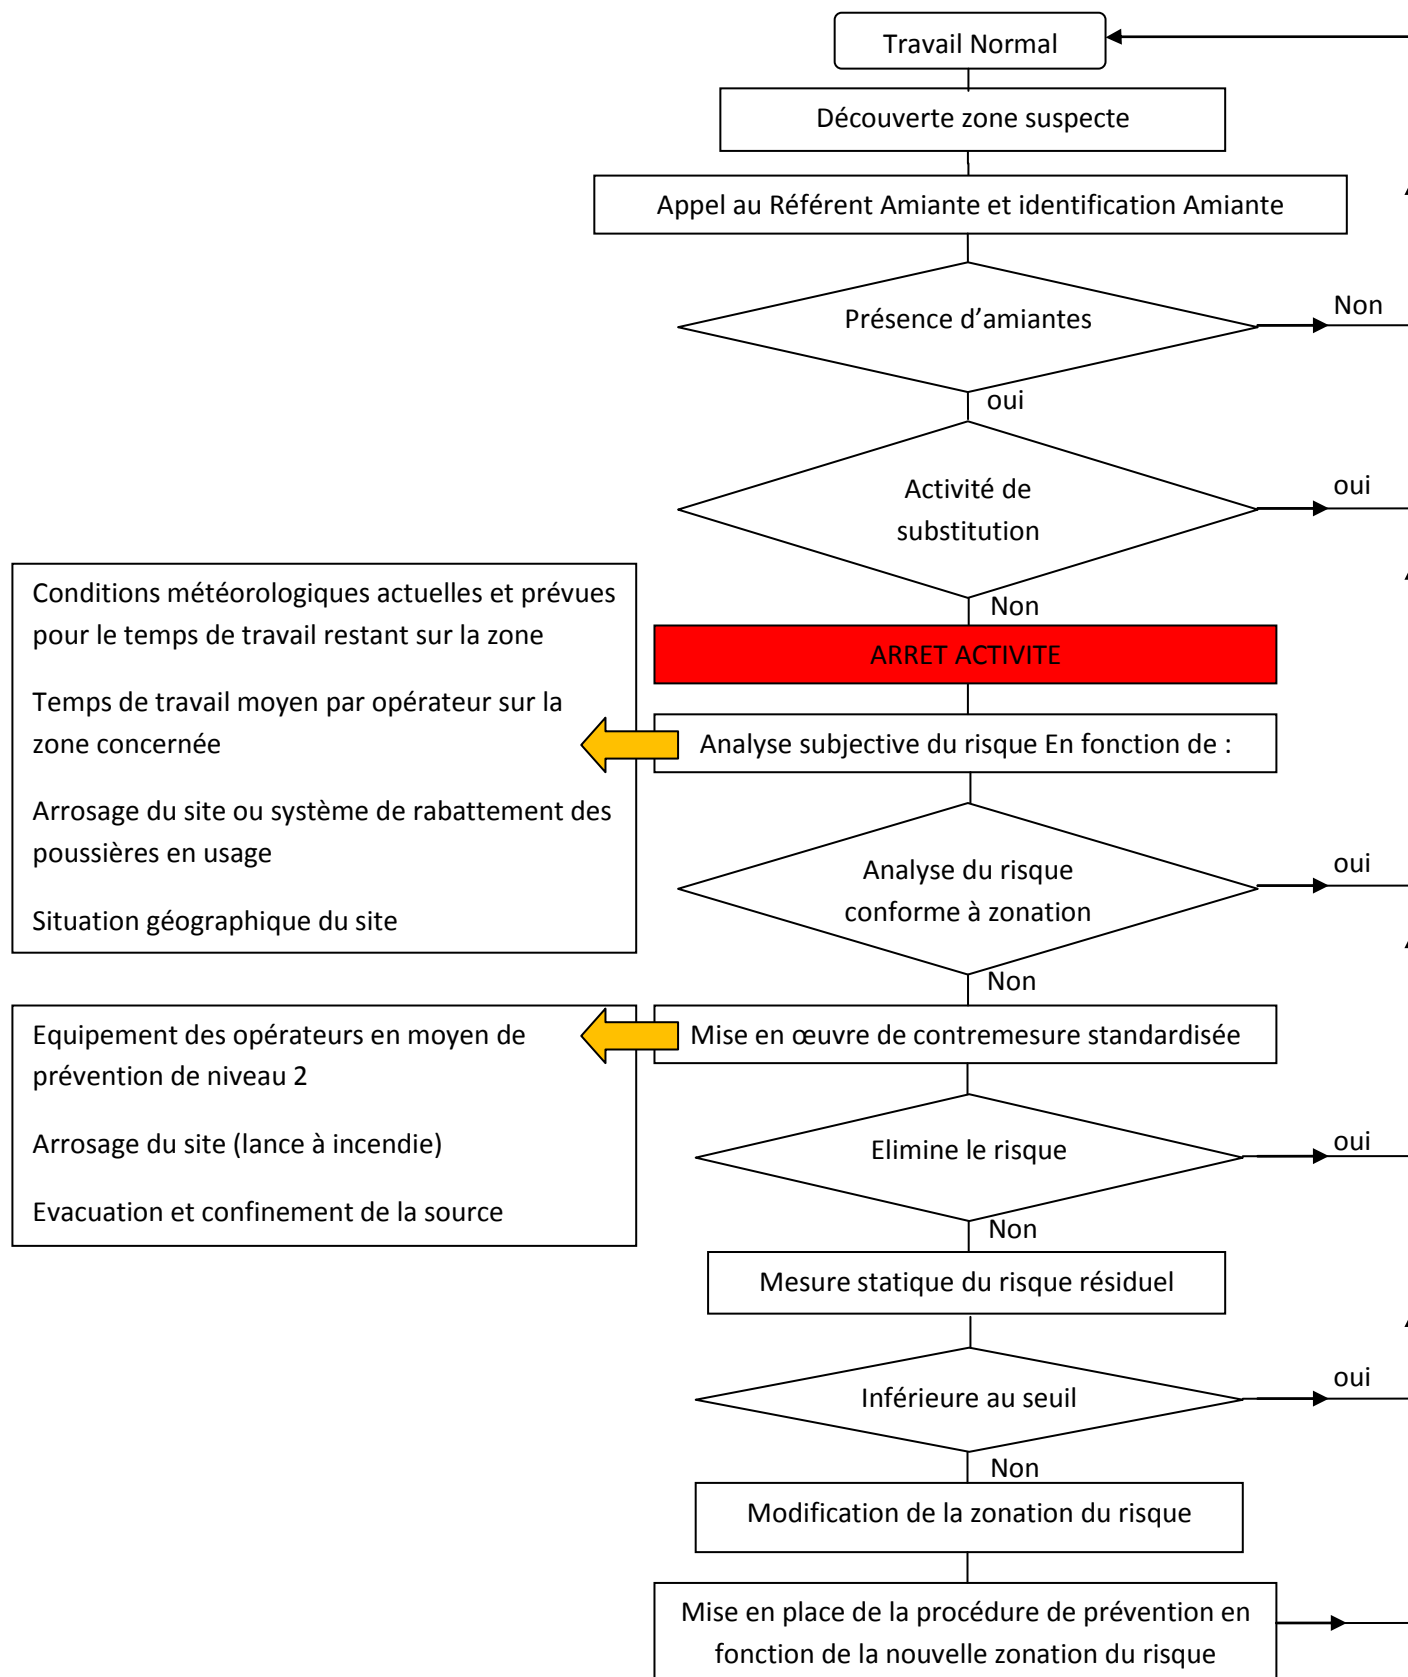 Travail Normal
Découverte zone suspecte
Appel au Référent Amiante et identification Amiante
Présence d’amiantes
Non
oui
Activité de
substitution
oui
Non
ARRET ACTIVITE
Analyse subjective du risque En fonction de :
Conditions météorologiques actuelles et prévues
pour le temps de travail restant sur la zone
Temps de travail moyen par opérateur sur la
zone concernée
Arrosage du site ou système de rabattement des
poussières en usage
Situation géographique du site
Analyse du risque
conforme à zonation
oui
Non
Mise en œuvre de contremesure standardisée
Equipement des opérateurs en moyen de
prévention de niveau 2
Arrosage du site (lance à incendie)
Evacuation et confinement de la source
Elimine le risque
oui
Non
Mesure statique du risque résiduel
Inférieure au seuil
oui
Non
Modification de la zonation du risque
Mise en place de la procédure de prévention en
fonction de la nouvelle zonation du risque